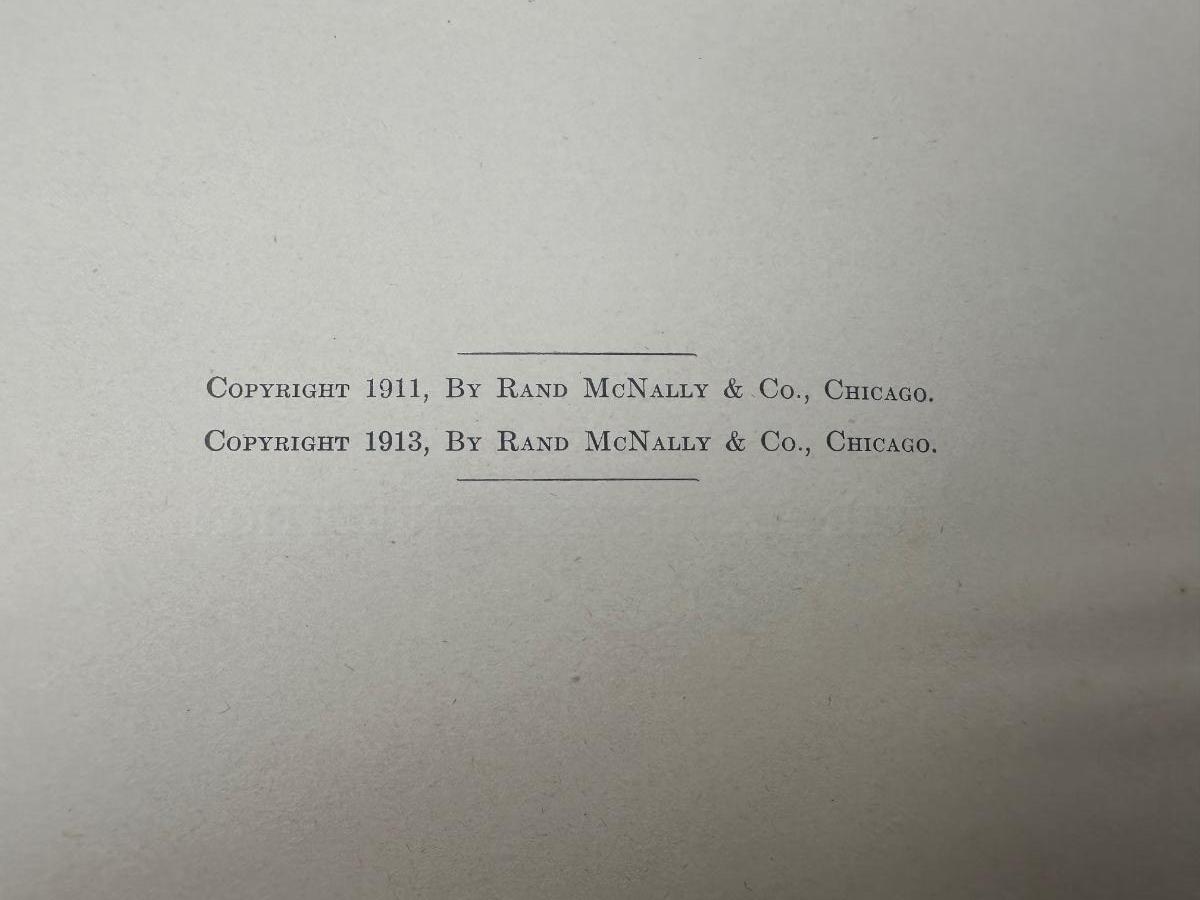 Copyright 1911, By Rand McNally & Co., Chicago.
Copyright 1913, By Rand McNally & Co., Chicago.